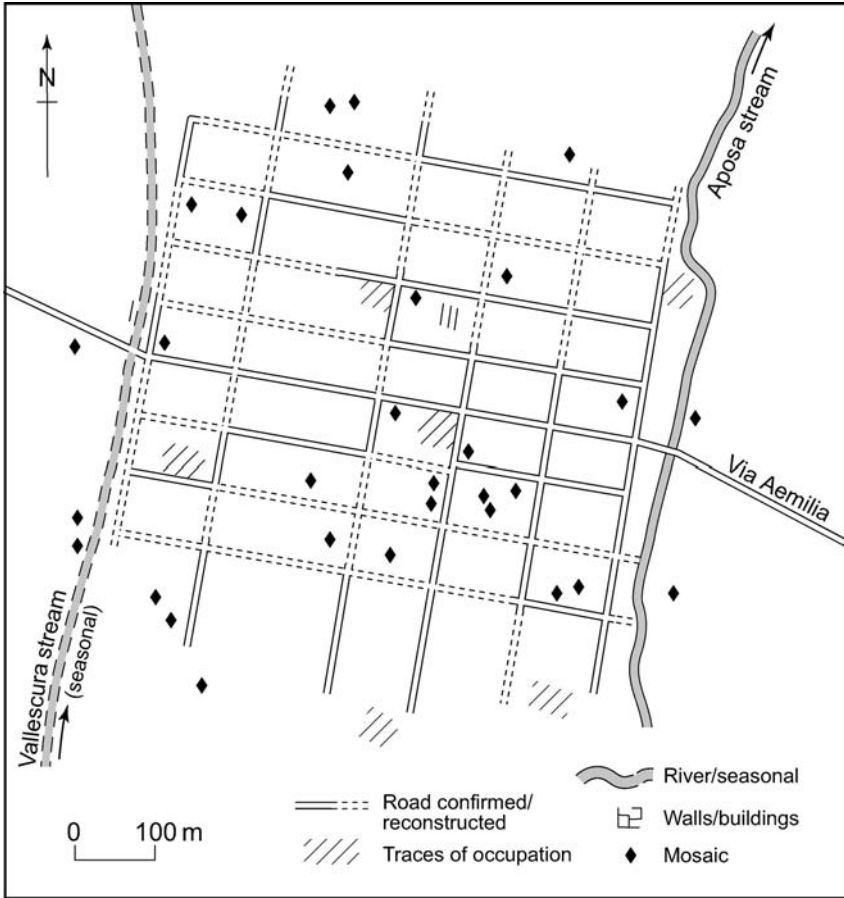 N
Aposa stream
Via Aemilia
Vallescura stream
(seasonal)
0 100 m
Road confirmed/
reconstructed
Traces of occupation
River/seasonal
Walls/buildings
Mosaic